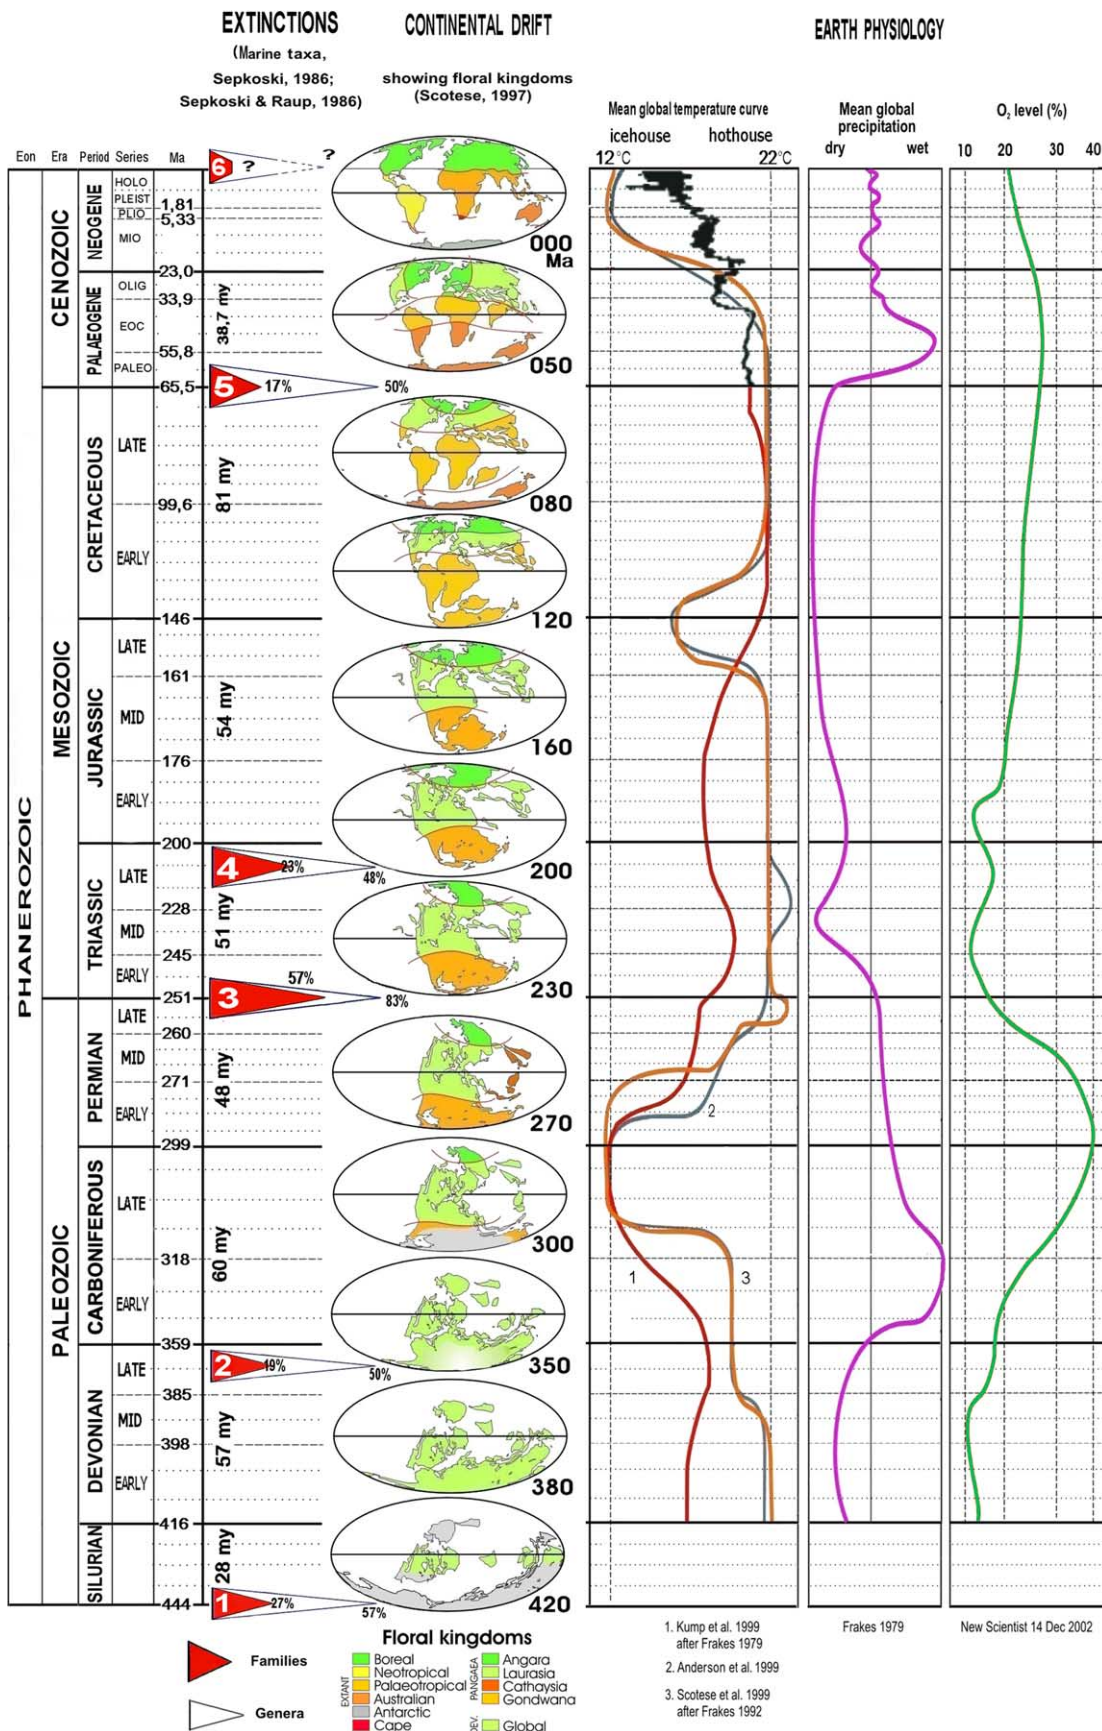 EXTINCTIONS
(Marine taxa,
Sepkoski, 1986;
Sepkoski & Raup, 1986)
CONTINENTAL DRIFT
showing floral kingdoms
(Scotese, 1997)
EARTH PHYSIOLOGY
Mean global temperature curve
icehouse hothouse
12°C 22°C
Mean global
precipitation
dry wet
O₂ level (%)
10 20 30 40
Eon Era Period Series Ma
PHANEROZOIC
CENOZOIC
MESOZOIC
PALEOZOIC
NEOGENE
PALAEOGENE
CRETACEOUS
JURASSIC
TRIASSIC
PERMIAN
CARBONIFEROUS
DEVONIAN
SILURIAN
HOLO
PLEIST
PLIO
MIO
OLIG
EOC
PALEO
LATE
EARLY
LATE
MID
EARLY
LATE
MID
EARLY
LATE
MID
EARLY
LATE
EARLY
LATE
MID
EARLY
1,81
5,33
23,0
33,9
55,8
65,5
99,6
146
161
176
200
228
245
251
260
271
299
318
359
385
398
416
444
6 ? ?
38,7 my
5 17% 50%
81 my
54 my
4 23% 48%
51 my
57%
3 83%
48 my
60 my
2 19% 50%
57 my
28 my
1 27% 57%
000
Ma
050
080
120
160
200
230
270
300
350
380
420
2
1
3
1. Kump et al. 1999
after Frakes 1979
2. Anderson et al. 1999
3. Scotese et al. 1999
after Frakes 1992
Frakes 1979
New Scientist 14 Dec 2002
Families
Genera
Floral kingdoms
EXTANT
Boreal
Neotropical
Palaeotropical
Australian
Antarctic
Cape
PANGAEA
Angara
Laurasia
Cathaysia
Gondwana
DEV.
Global